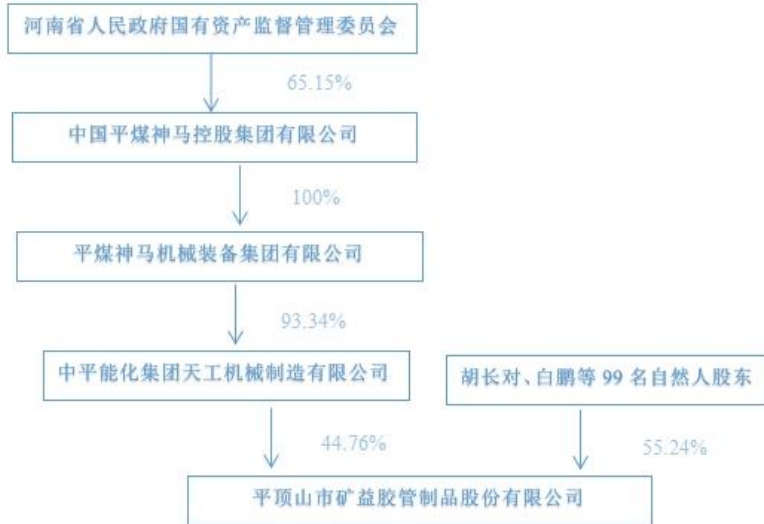 河南省人民政府国有资产监督管理委员会
65.15%
中国平煤神马控股集团有限公司
100%
平煤神马机械装备集团有限公司
93.34%
中平能化集团天工机械制造有限公司
胡长对、白鹏等 99 名自然人股东
44.76%
55.24%
平顶山市矿益胶管制品股份有限公司